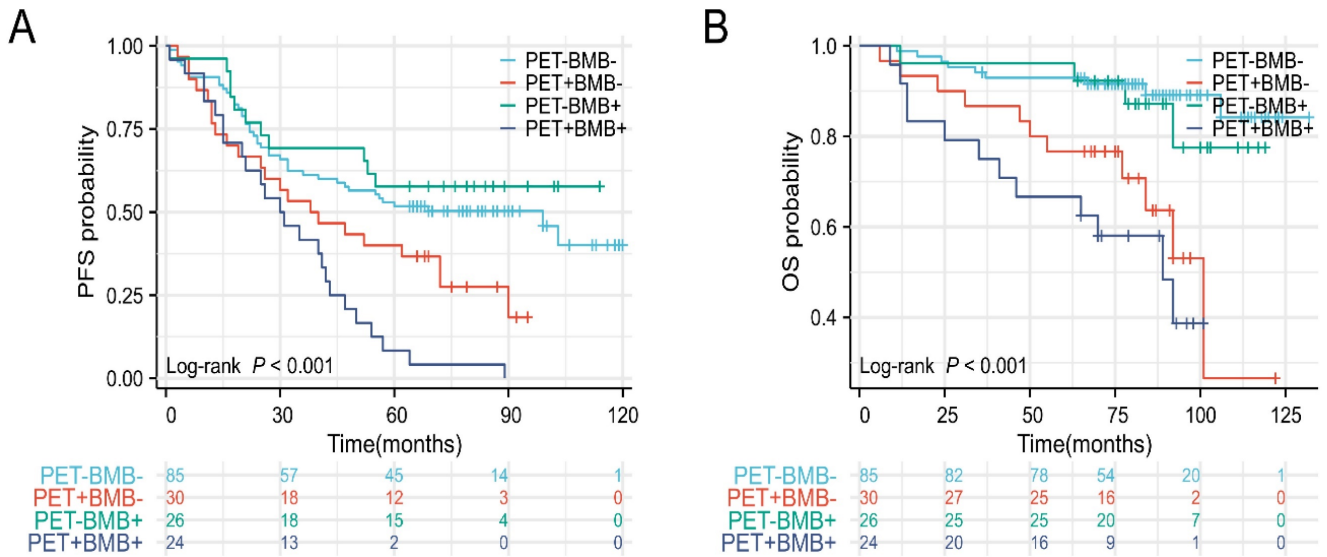 A
1.00
0.75
0.50
0.25
0.00
PFS probability
PET-BMB-
PET+BMB-
PET-BMB+
PET+BMB+
Log-rank P < 0.001
0 30 60 90 120
Time(months)
PET-BMB- 85 57 45 14 1
PET+BMB- 30 18 12 3 0
PET-BMB+ 26 18 15 4 0
PET+BMB+ 24 13 2 0 0
B
1.0
0.8
0.6
0.4
OS probability
PET-BMB-
PET+BMB-
PET-BMB+
PET+BMB+
Log-rank P < 0.001
0 25 50 75 100 125
Time(months)
PET-BMB- 85 82 78 54 20 1
PET+BMB- 30 27 25 16 2 0
PET-BMB+ 26 25 25 20 7 0
PET+BMB+ 24 20 16 9 1 0